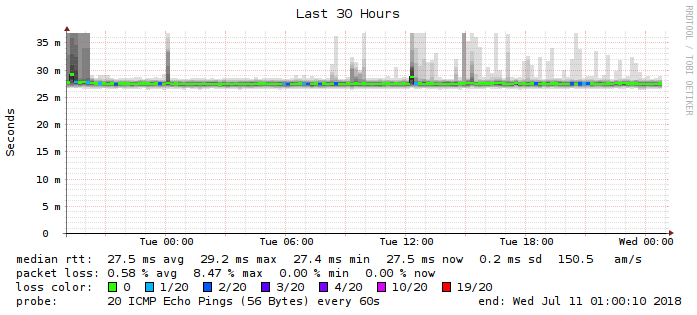 Last 30 Hours
RRDTOOL / TOBI OETIKER
Seconds
35 m
30 m
25 m
20 m
15 m
10 m
5 m
0
Tue 00:00 Tue 06:00 Tue 12:00 Tue 18:00 Wed 00:00
median rtt: 27.5 ms avg 29.2 ms max 27.4 ms min 27.5 ms now 0.2 ms sd 150.5 am/s
packet loss: 0.58 % avg 8.47 % max 0.00 % min 0.00 % now
loss color: 0 1/20 2/20 3/20 4/20 10/20 19/20
probe: 20 ICMP Echo Pings (56 Bytes) every 60s end: Wed Jul 11 01:00:10 2018